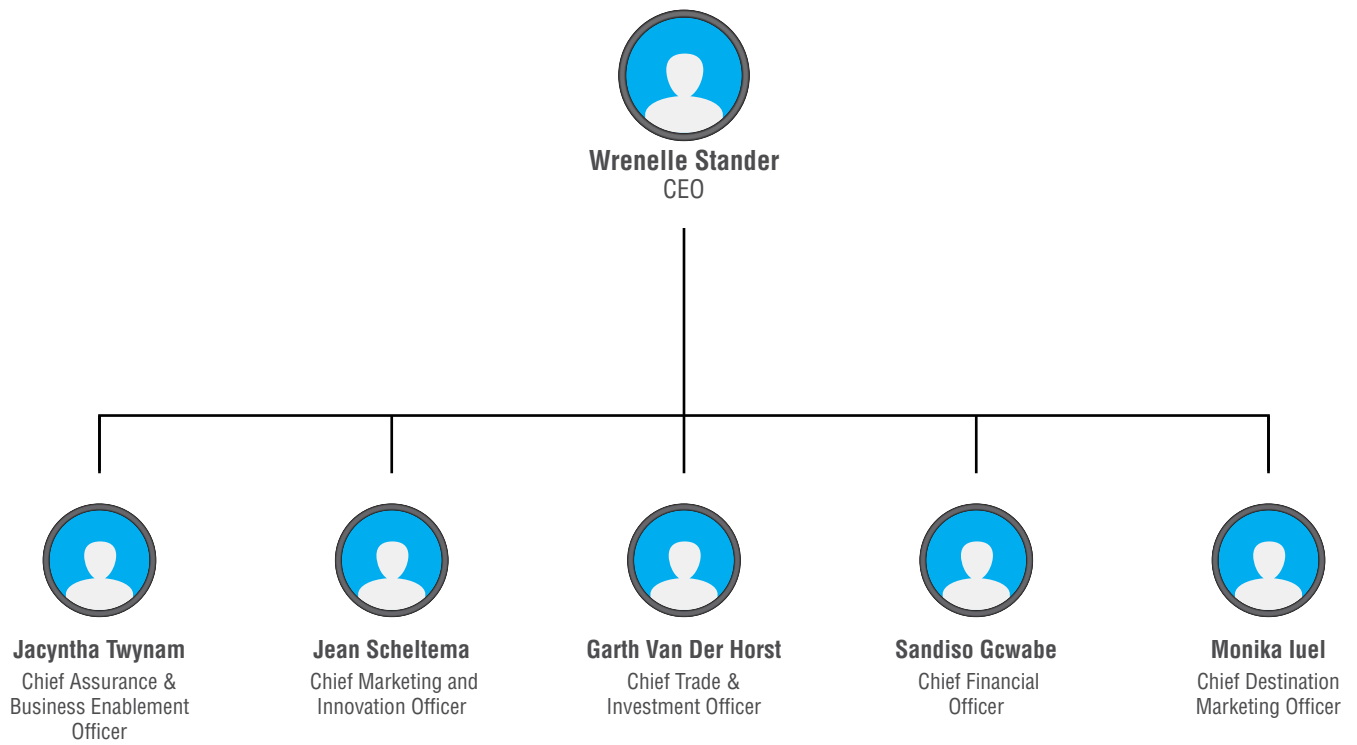 Wrenelle Stander
CEO
Jacyntha Twynam
Chief Assurance &
Business Enablement
Officer
Jean Scheltema
Chief Marketing and
Innovation Officer
Garth Van Der Horst
Chief Trade &
Investment Officer
Sandiso Gcwabe
Chief Financial
Officer
Monika Iuel
Chief Destination
Marketing Officer